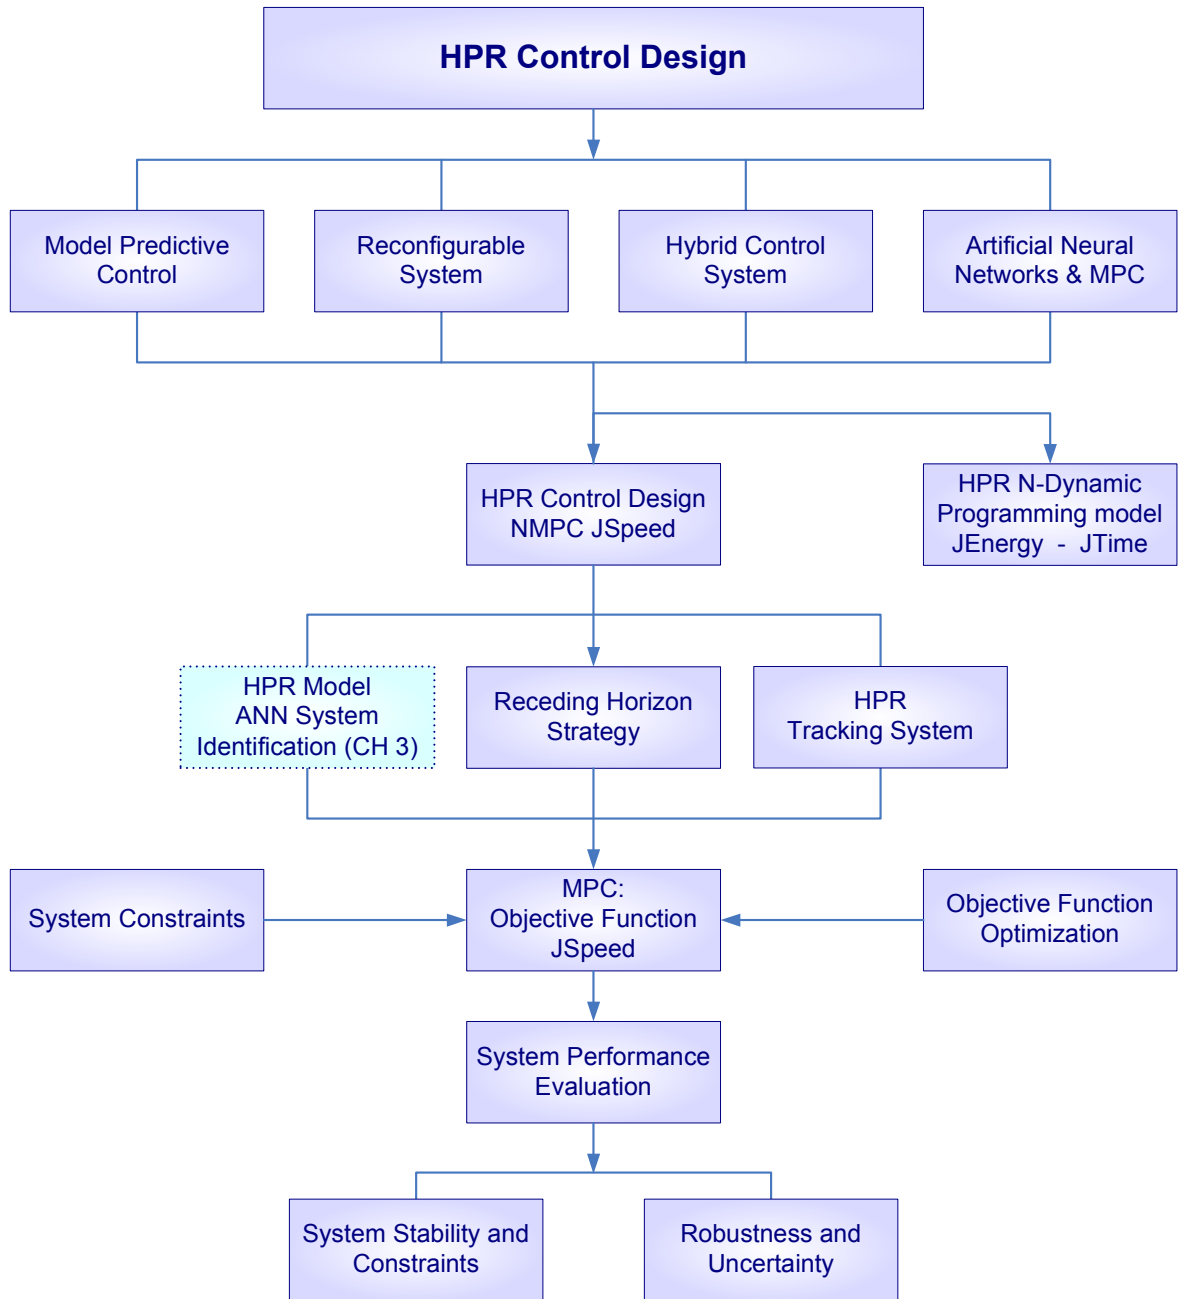 HPR Control Design
Model Predictive
Control
Reconfigurable
System
Hybrid Control
System
Artificial Neural
Networks & MPC
HPR Control Design
NMPC JSpeed
HPR N-Dynamic
Programming model
JEnergy - JTime
HPR Model
ANN System
Identification (CH 3)
Receding Horizon
Strategy
HPR
Tracking System
System Constraints
MPC:
Objective Function
JSpeed
Objective Function
Optimization
System Performance
Evaluation
System Stability and
Constraints
Robustness and
Uncertainty